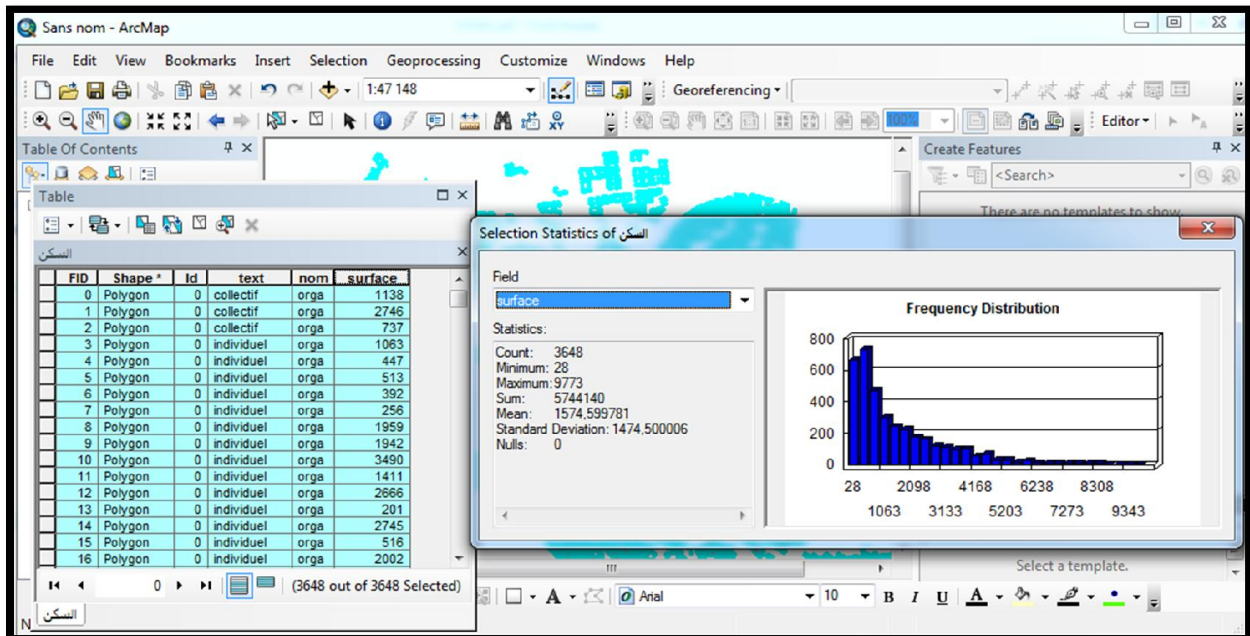 Sans nom - ArcMap
File Edit View Bookmarks Insert Selection Geoprocessing Customize Windows Help
1:47 148
Georeferencing
100%
Editor
Table Of Contents
Create Features
<Search>
There are no templates to show
Table
السكن
FID Shape * Id text nom surface
0 Polygon 0 collectif orga 1138
1 Polygon 0 collectif orga 2746
2 Polygon 0 collectif orga 737
3 Polygon 0 individuel orga 1063
4 Polygon 0 individuel orga 447
5 Polygon 0 individuel orga 513
6 Polygon 0 individuel orga 392
7 Polygon 0 individuel orga 256
8 Polygon 0 individuel orga 1959
9 Polygon 0 individuel orga 1942
10 Polygon 0 individuel orga 3490
11 Polygon 0 individuel orga 1411
12 Polygon 0 individuel orga 2666
13 Polygon 0 individuel orga 201
14 Polygon 0 individuel orga 2745
15 Polygon 0 individuel orga 516
16 Polygon 0 individuel orga 2002
0
(3648 out of 3648 Selected)
السكن
Selection Statistics of السكن
Field
surface
Statistics:
Count: 3648
Minimum: 28
Maximum: 9773
Sum: 5744140
Mean: 1574,599781
Standard Deviation: 1474,500006
Nulls: 0
Frequency Distribution
800
600
400
200
0
28 2098 4168 6238 8308
1063 3133 5203 7273 9343
Select a template.
A
Arial
10
B I U A
N